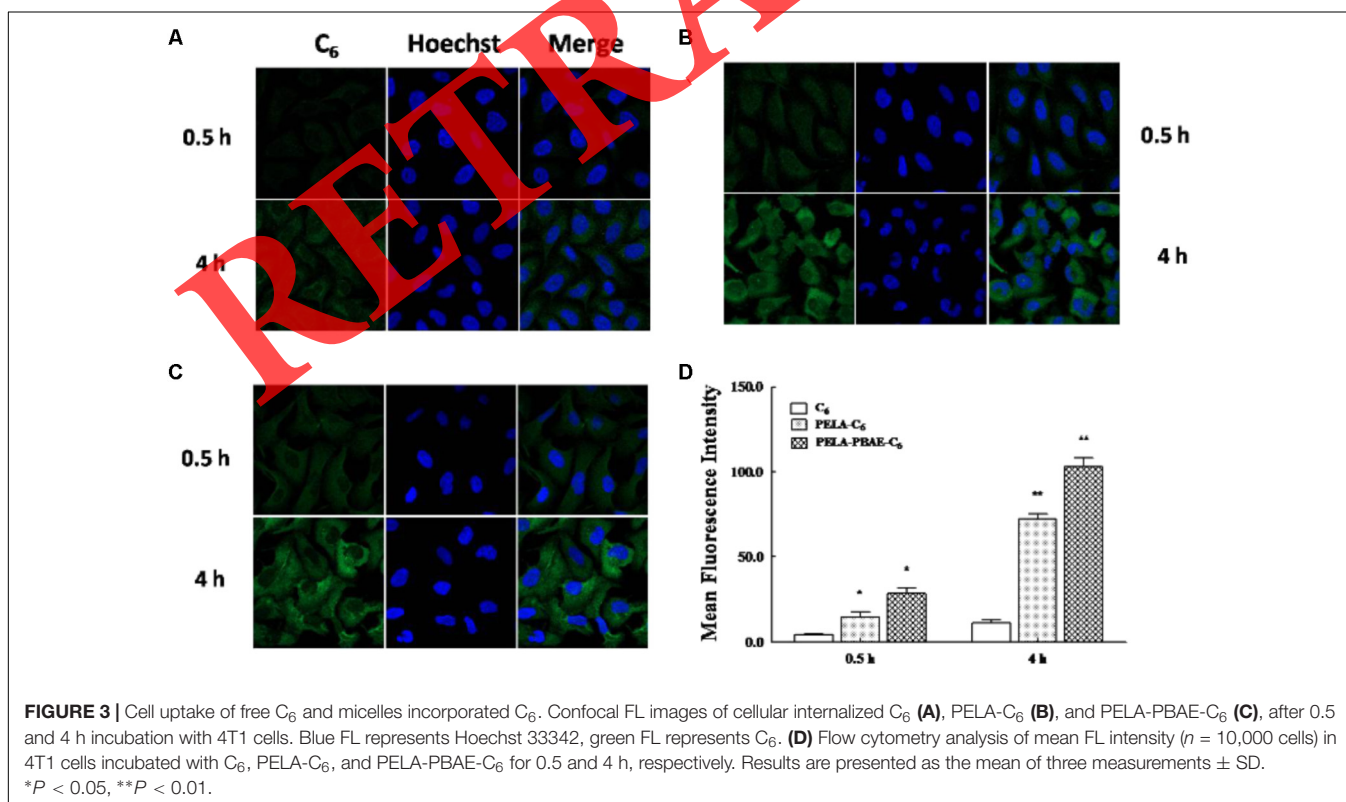 RETRA
A
C6 Hoechst Merge
0.5 h
4 h
B
0.5 h
4 h
C
0.5 h
4 h
D
Mean Fluorescence Intensity
150.0
100.0
50.0
0.0
C6
PELA-C6
PELA-PBAE-C6
*
*
**
**
0.5 h
4 h
FIGURE 3 | Cell uptake of free C6 and micelles incorporated C6. Confocal FL images of cellular internalized C6 (A), PELA-C6 (B), and PELA-PBAE-C6 (C), after 0.5
and 4 h incubation with 4T1 cells. Blue FL represents Hoechst 33342, green FL represents C6. (D) Flow cytometry analysis of mean FL intensity (n = 10,000 cells) in
4T1 cells incubated with C6, PELA-C6, and PELA-PBAE-C6 for 0.5 and 4 h, respectively. Results are presented as the mean of three measurements ± SD.
*P < 0.05, **P < 0.01.